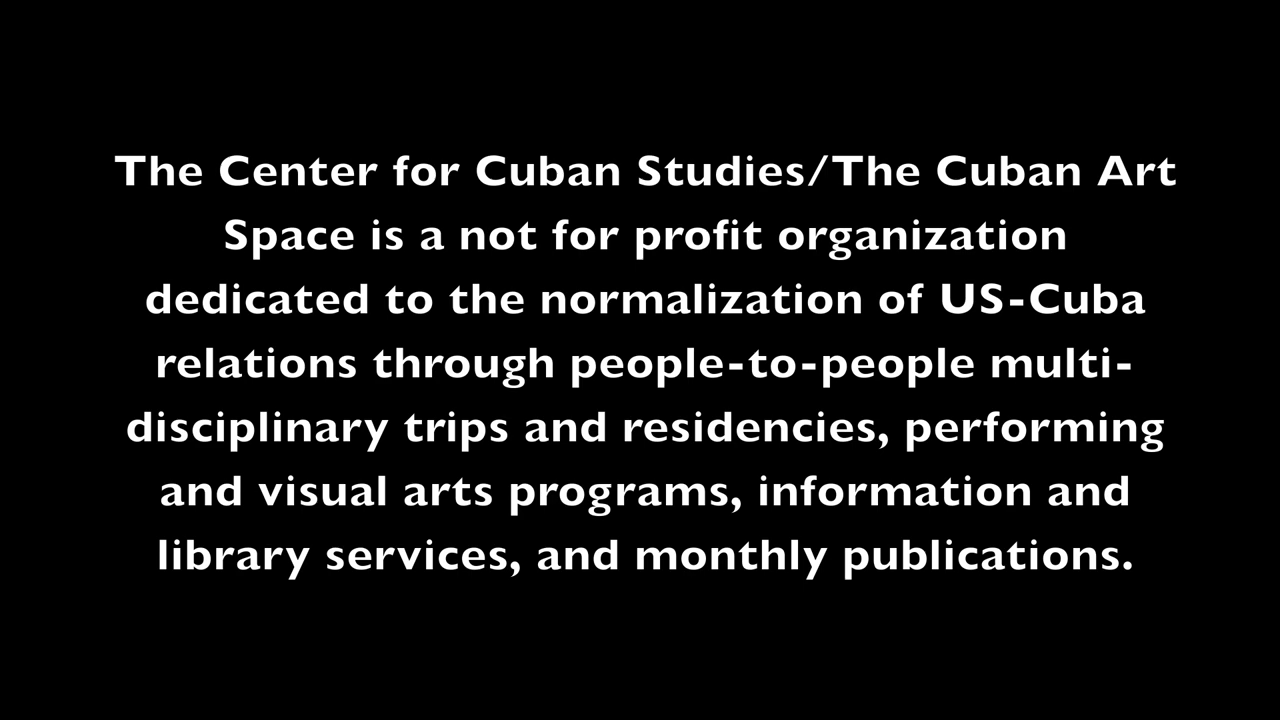 The Center for Cuban Studies/The Cuban Art
Space is a not for profit organization
dedicated to the normalization of US-Cuba
relations through people-to-people multi-
disciplinary trips and residencies, performing
and visual arts programs, information and
library services, and monthly publications.